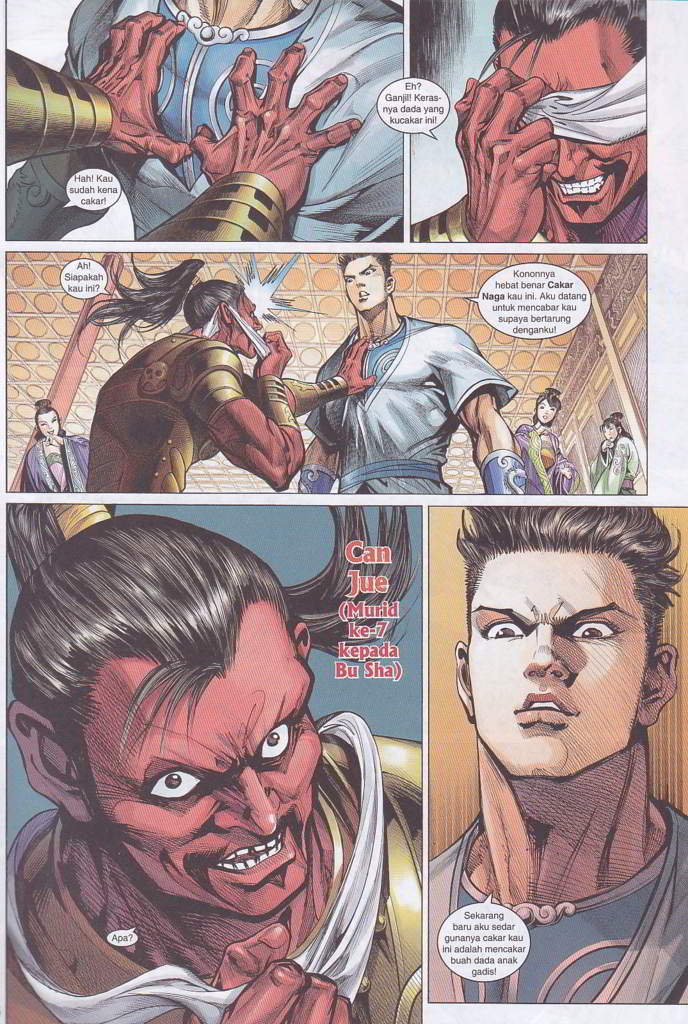 Hah! Kau
sudah kena
cakar!
Eh?
Ganjil! Keras-
nya dada yang
kucakar ini!
Ah!
Siapakah
kau ini?
Kononnya
hebat benar Cakar
Naga kau ini. Aku datang
untuk mencabar kau
supaya bertarung
denganku!
Can
Jue
(Murid
ke-7
kepada
Bu Sha)
Apa?
Sekarang
baru aku sedar
gunanya cakar kau
ini adalah mencakar
buah dada anak
gadis!